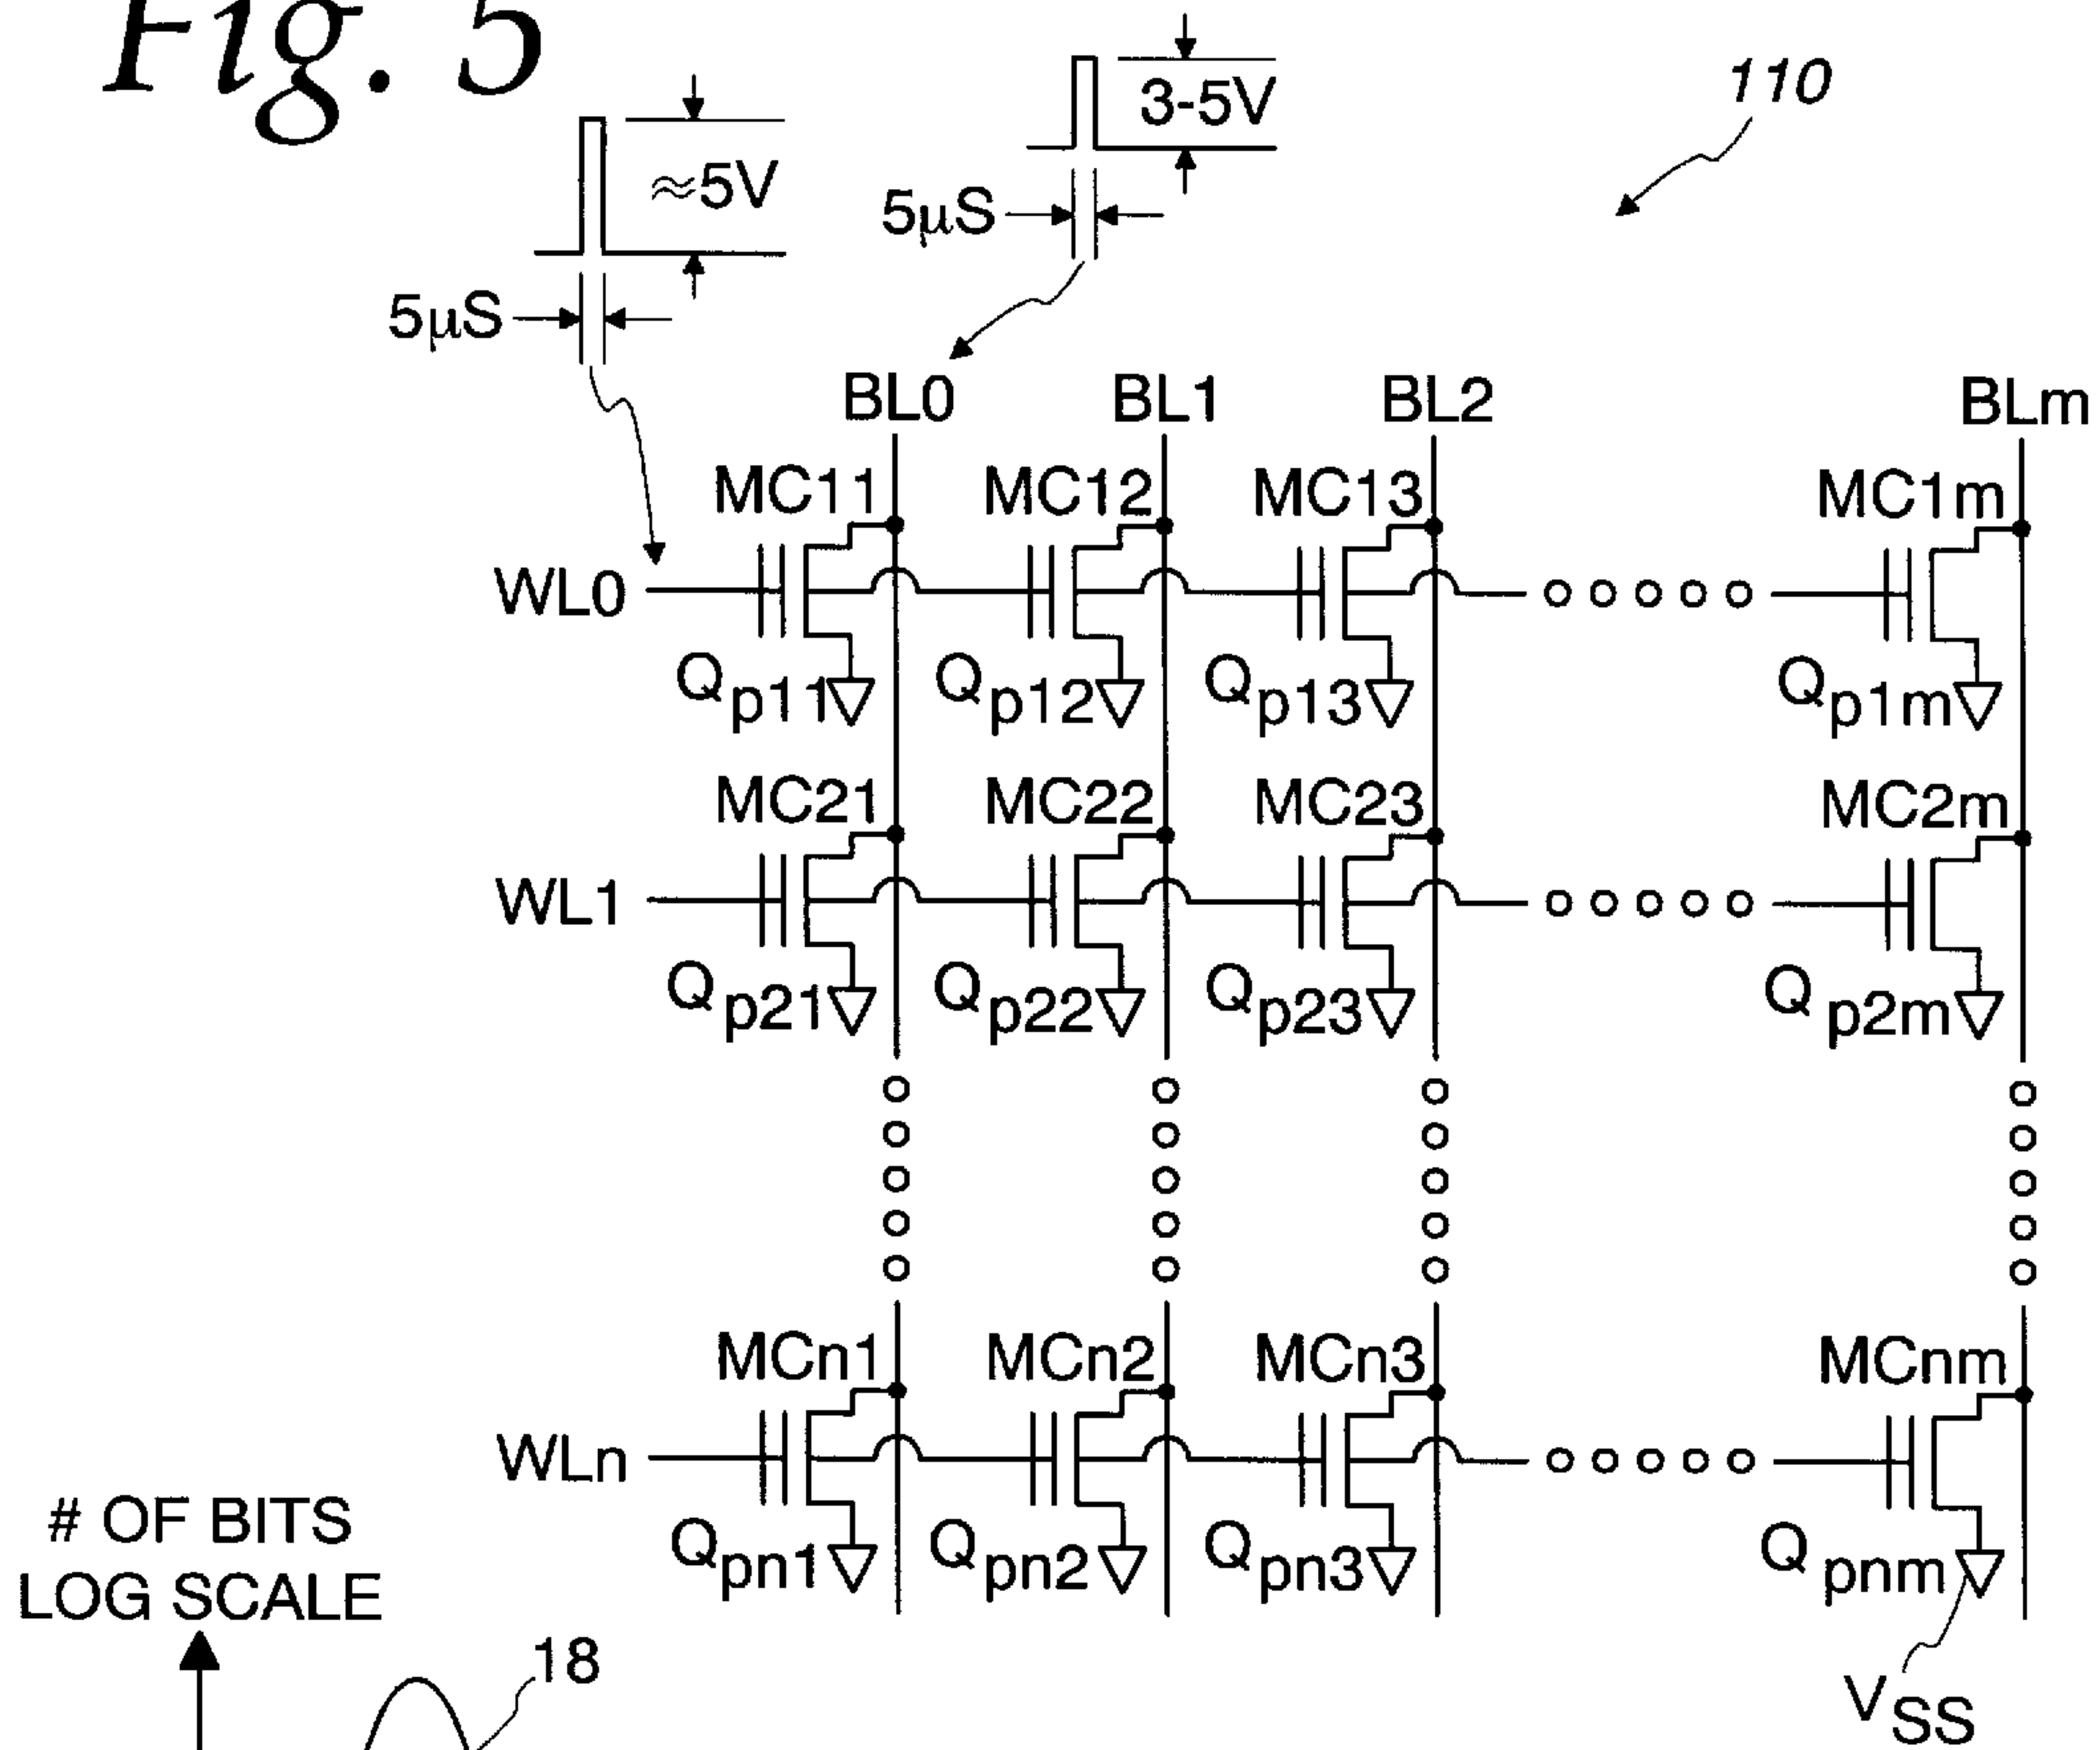 Fig. 5
110
3-5V
≈5V
5µS
5µS
BL0 BL1 BL2 BLm
MC11 MC12 MC13 MC1m
WL0
Qp11 Qp12 Qp13 Qp1m
MC21 MC22 MC23 MC2m
WL1
Qp21 Qp22 Qp23 Qp2m
MCn1 MCn2 MCn3 MCnm
WLn
Qpn1 Qpn2 Qpn3 Qpnm
# OF BITS
LOG SCALE
18
VSS